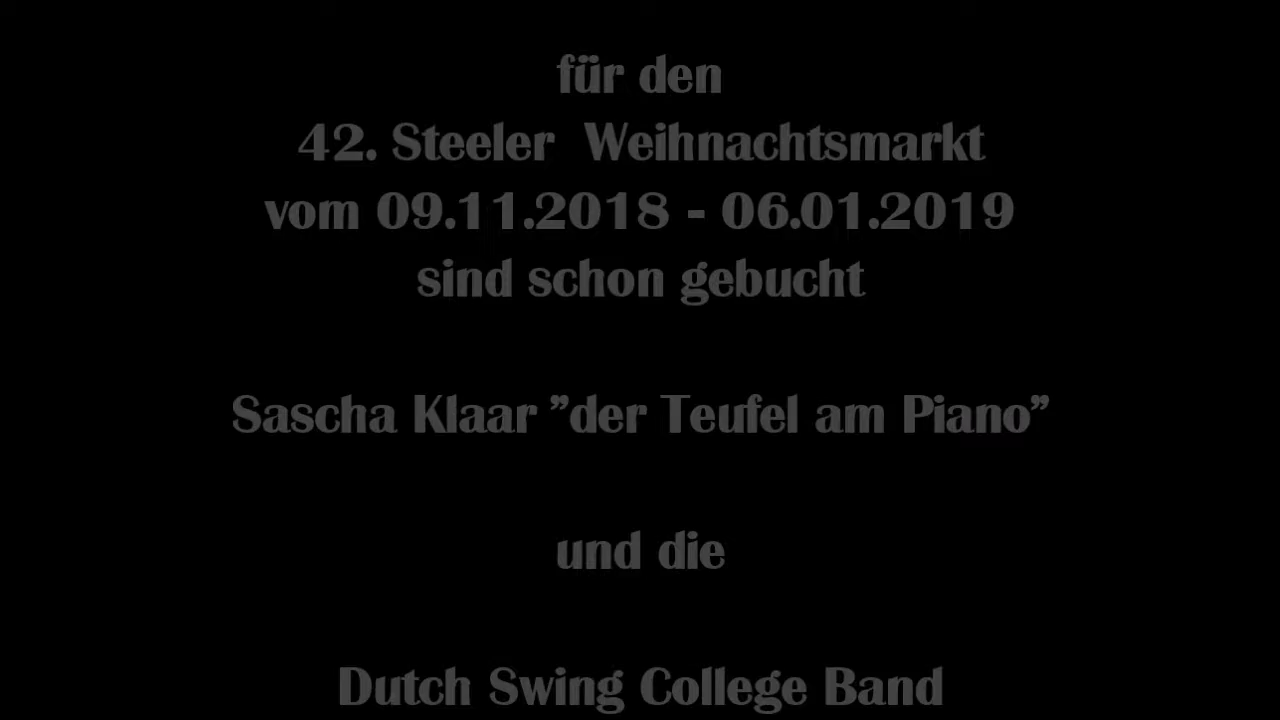 für den
42. Steeler Weihnachtsmarkt
vom 09.11.2018 - 06.01.2019
sind schon gebucht
Sascha Klaar ”der Teufel am Piano”
und die
Dutch Swing College Band